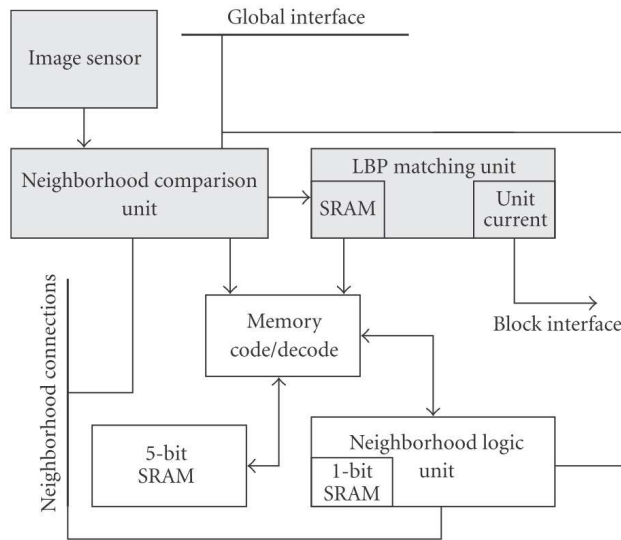 Global interface
Image sensor
Neighborhood comparison
unit
LBP matching unit
SRAM
Unit
current
Neighborhood connections
Memory
code/decode
Block interface
5-bit
SRAM
Neighborhood logic
unit
1-bit
SRAM